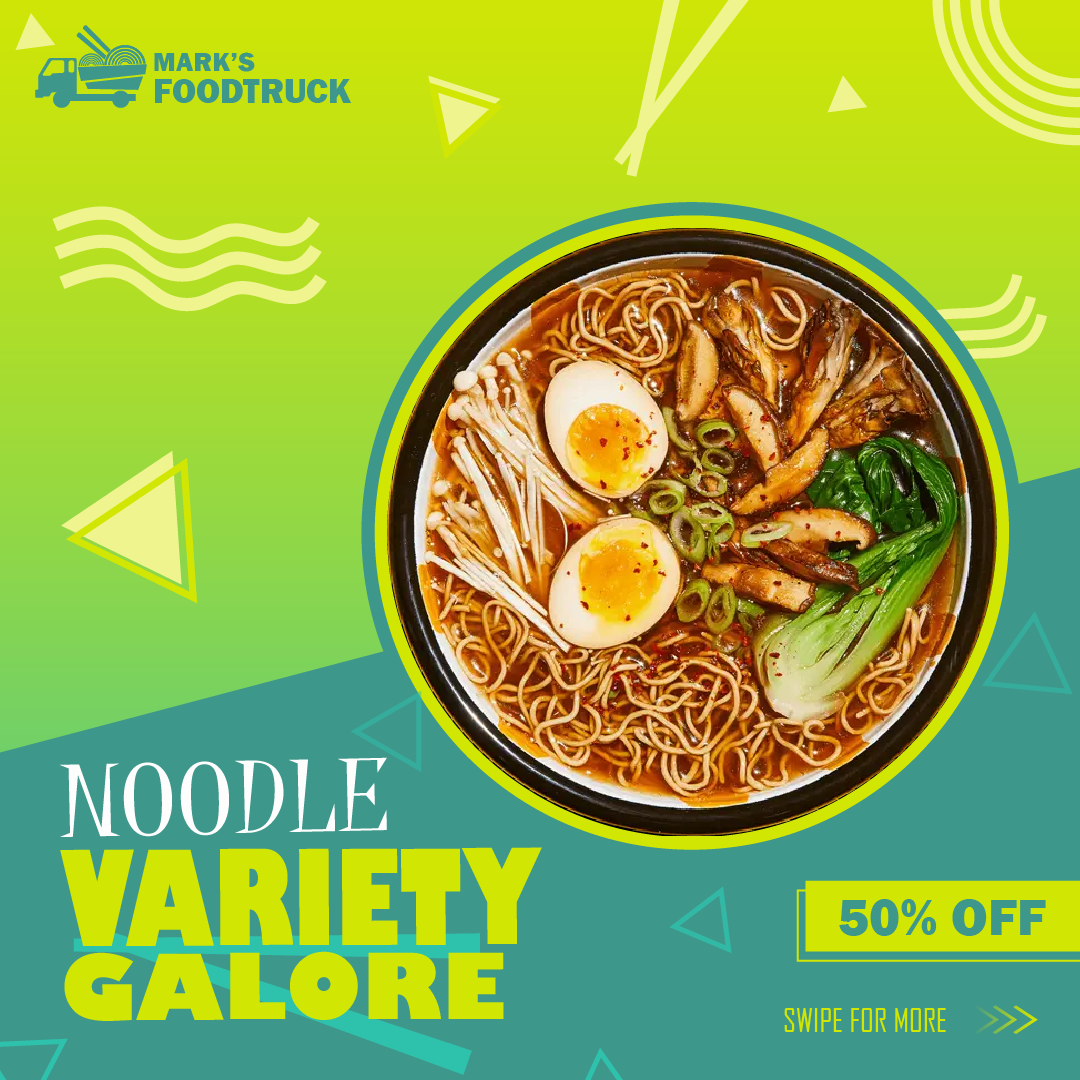 MARK'S
FOODTRUCK
NOODLE
VARIETY
GALORE
50% OFF
SWIPE FOR MORE